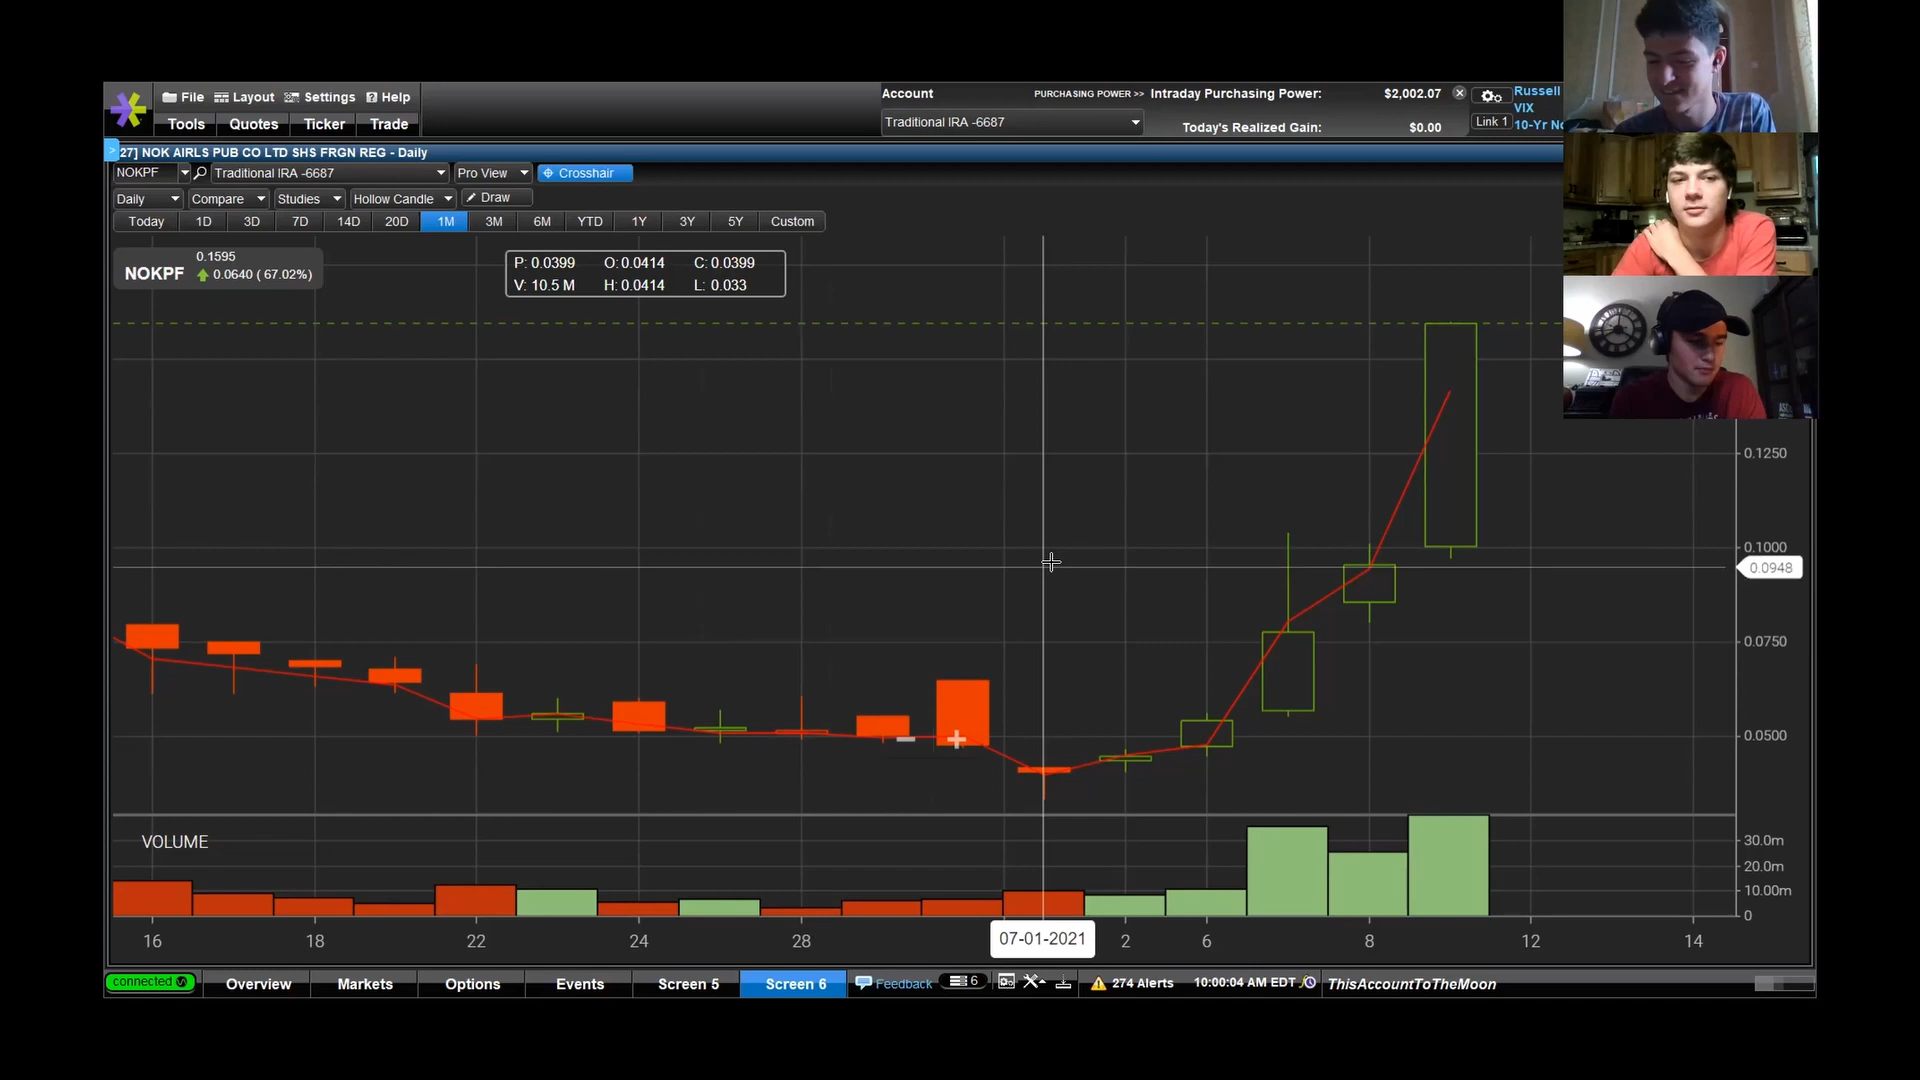 File Layout Settings Help
Tools Quotes Ticker Trade
Account PURCHASING POWER >> Intraday Purchasing Power: $2,002.07
Traditional IRA -6687
Today's Realized Gain: $0.00
Link 1
Russell
VIX
10-Yr No
27] NOK AIRLS PUB CO LTD SHS FRGN REG - Daily
NOKPF Traditional IRA -6687 Pro View Crosshair
Daily Compare Studies Hollow Candle Draw
Today 1D 3D 7D 14D 20D 1M 3M 6M YTD 1Y 3Y 5Y Custom
NOKPF 0.1595
0.0640 ( 67.02%)
P: 0.0399 O: 0.0414 C: 0.0399
V: 10.5 M H: 0.0414 L: 0.033
0.1250
0.1000
0.0948
0.0750
0.0500
VOLUME
30.0m
20.0m
10.00m
0
16 18 22 24 28 07-01-2021 2 6 8 12 14
connected Overview Markets Options Events Screen 5 Screen 6 Feedback 6 274 Alerts 10:00:04 AM EDT ThisAccountToTheMoon